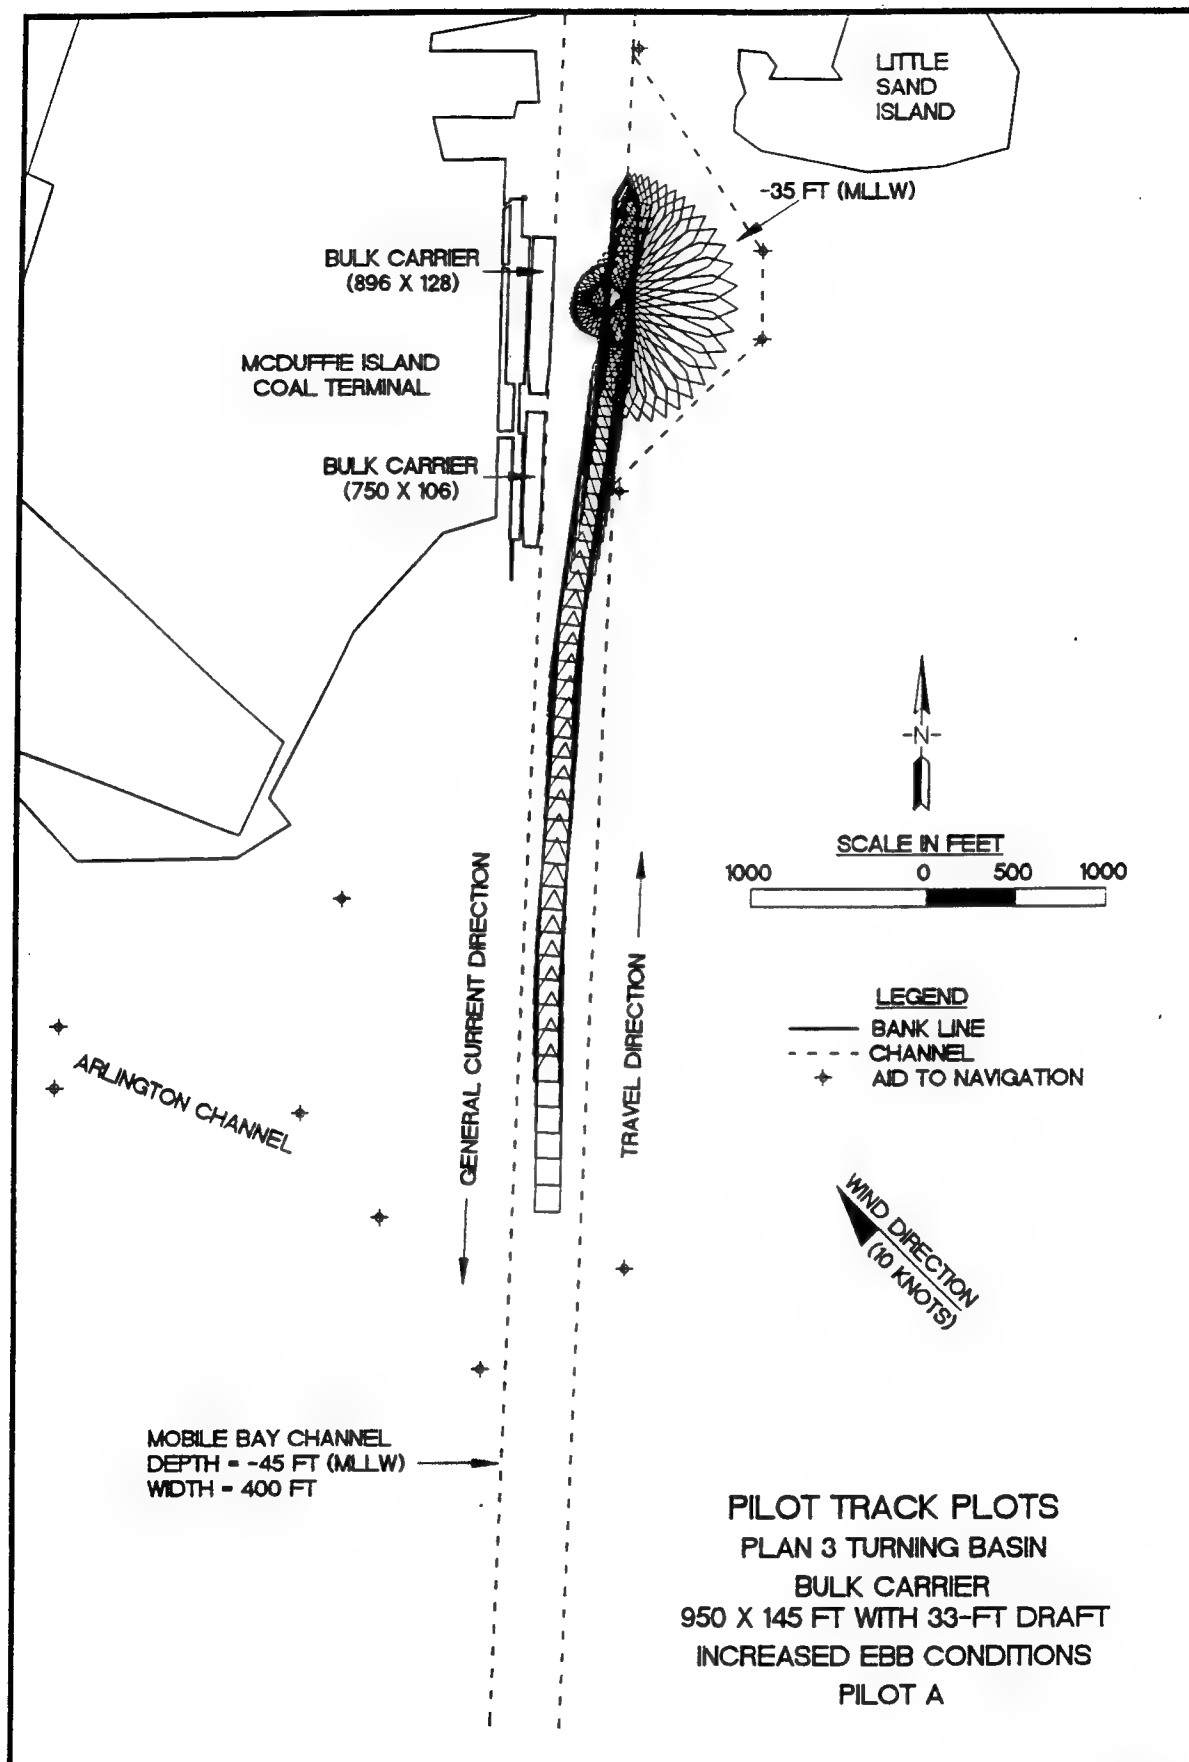 LITTLE
SAND
ISLAND
-35 FT (MLLW)
BULK CARRIER
(896 X 128)
MCDUFFIE ISLAND
COAL TERMINAL
BULK CARRIER
(750 X 106)
-N-
SCALE IN FEET
1000 0 500 1000
GENERAL CURRENT DIRECTION
TRAVEL DIRECTION
LEGEND
BANK LINE
CHANNEL
AID TO NAVIGATION
ARLINGTON CHANNEL
WIND DIRECTION
(10 KNOTS)
MOBILE BAY CHANNEL
DEPTH = -45 FT (MLLW)
WIDTH = 400 FT
PILOT TRACK PLOTS
PLAN 3 TURNING BASIN
BULK CARRIER
950 X 145 FT WITH 33-FT DRAFT
INCREASED EBB CONDITIONS
PILOT A